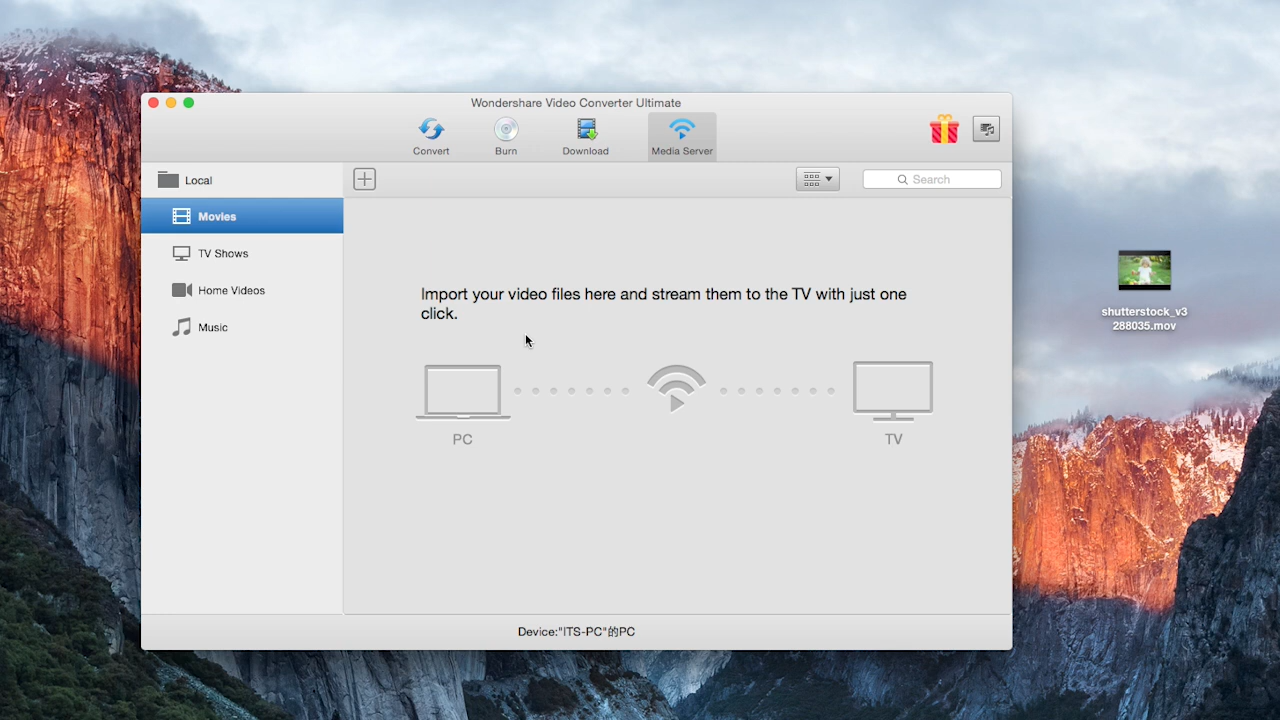 Wondershare Video Converter Ultimate
Convert
Burn
Download
Media Server
Local
Search
Movies
TV Shows
Home Videos
Music
Import your video files here and stream them to the TV with just one
click.
PC
TV
Device:"ITS-PC"的PC
shutterstock_v3
288035.mov